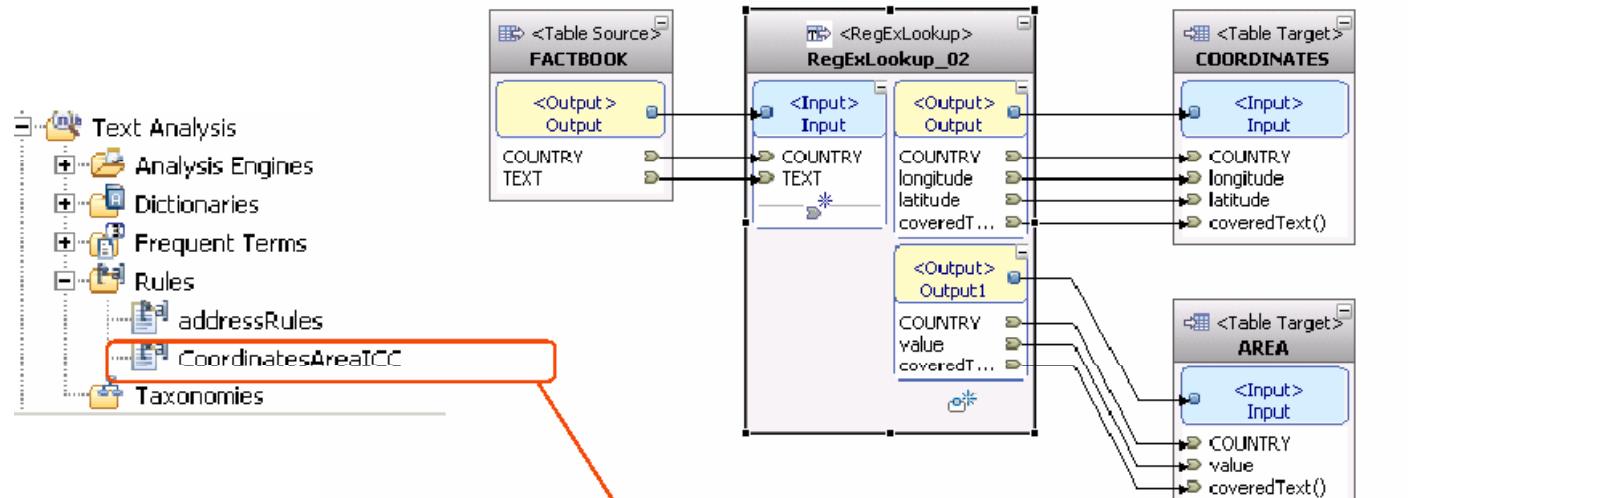 Text Analysis
Analysis Engines
Dictionaries
Frequent Terms
Rules
addressRules
CoordinatesAreaICC
Taxonomies
<Table Source>
FACTBOOK
<Output>
Output
COUNTRY
TEXT
<RegExLookup>
RegExLookup_02
<Input>
Input
COUNTRY
TEXT
<Output>
Output
COUNTRY
longitude
latitude
coveredT...
<Output>
Output1
COUNTRY
value
coveredT...
<Table Target>
COORDINATES
<Input>
Input
COUNTRY
longitude
latitude
coveredText()
<Table Target>
AREA
<Input>
Input
COUNTRY
value
coveredText()